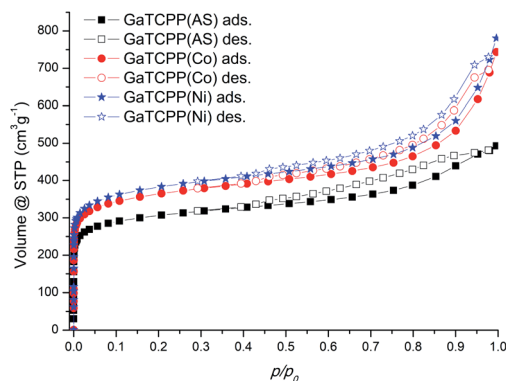 GaTCPP(AS) ads.
GaTCPP(AS) des.
GaTCPP(Co) ads.
GaTCPP(Co) des.
GaTCPP(Ni) ads.
GaTCPP(Ni) des.
Volume @ STP (cm³g⁻¹)
800
700
600
500
400
300
200
100
0
0.0 0.1 0.2 0.3 0.4 0.5 0.6 0.7 0.8 0.9 1.0
p/p₀